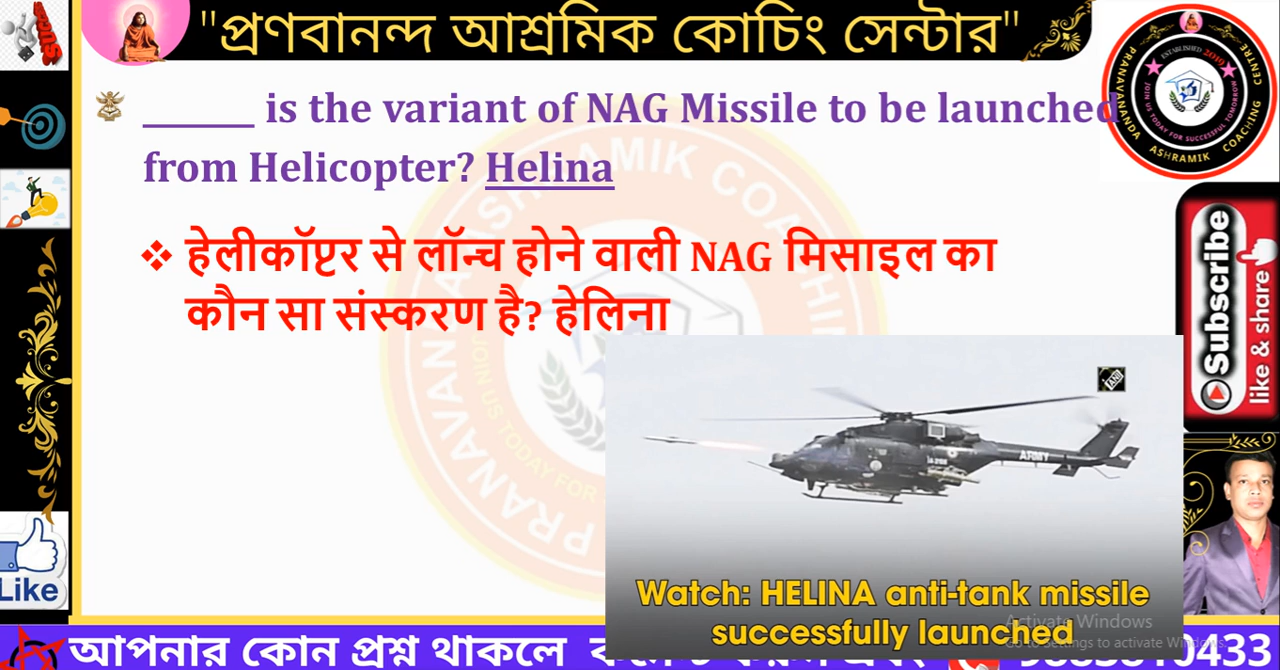 "প্রণবানন্দ আশ্রমিক কোচিং সেন্টার"
ESTABLISHED 2019
PRANAVANANDA ASHRAMIK COACHING CENTRE
JOIN US TODAY FOR SUCCESSFUL TOMORROW
______ is the variant of NAG Missile to be launched
from Helicopter? Helina
❖ हेलीकॉप्टर से लॉन्च होने वाली NAG मिसाइल का
कौन सा संस्करण है? हेलिना
Subscribe
like & share
ANI
ARMY
Watch: HELINA anti-tank missile
successfully launched
Activate Windows
Go to Settings to activate Windows.
Like
আপনার কোন প্রশ্ন থাকলে